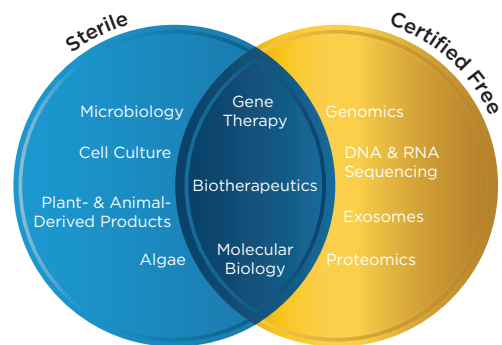 Sterile
Certified Free
Microbiology
Cell Culture
Plant- & Animal-
Derived Products
Algae
Gene
Therapy
Biotherapeutics
Molecular
Biology
Genomics
DNA & RNA
Sequencing
Exosomes
Proteomics